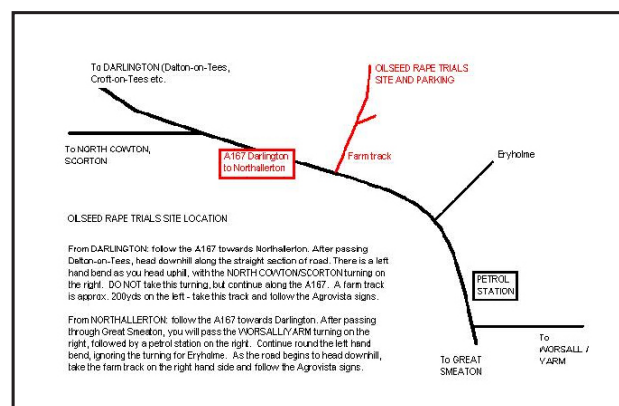 To DARLINGTON (Dalton-on-Tees,
Croft-on-Tees etc.
OILSEED RAPE TRIALS
SITE AND PARKING
To NORTH COWTON,
SCORTON
A167 Darlington
to Northallerton
Farm track
Eryholme
OILSEED RAPE TRIALS SITE LOCATION
From DARLINGTON: follow the A167 towards Northallerton. After passing
Dalton-on-Tees, head downhill along the straight section of road. There is a left
hand bend as you head uphill, with the NORTH COWTON/SCORTON turning on
the right. DO NOT take this turning, but continue along the A167. A farm track
is approx. 200yds on the left - take this track and follow the Agrovista signs.
From NORTHALLERTON: follow the A167 towards Darlington. After passing
through Great Smeaton, you will pass the WORSALL/YARM turning on the
right, followed by a petrol station on the right. Continue round the left hand
bend, ignoring the turning for Eryholme. As the road begins to head downhill,
take the farm track on the right hand side and follow the Agrovista signs.
PETROL
STATION
To GREAT
SMEATON
To
WORSALL /
YARM